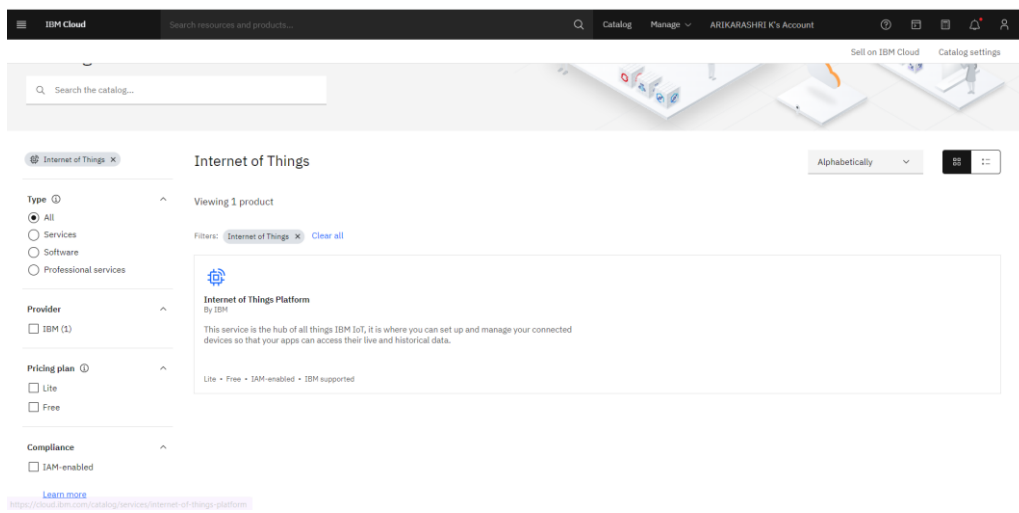 IBM Cloud
Search resources and products...
Catalog
Manage
ARIKARASHRI K's Account
Sell on IBM Cloud
Catalog settings
Search the catalog...
Internet of Things ×
Type
All
Services
Software
Professional services
Provider
IBM (1)
Pricing plan
Lite
Free
Compliance
IAM-enabled
Learn more
https://cloud.ibm.com/catalog/services/internet-of-things-platform
Internet of Things
Alphabetically
Viewing 1 product
Filters: Internet of Things × Clear all
Internet of Things Platform
By IBM
This service is the hub of all things IBM IoT, it is where you can set up and manage your connected
devices so that your apps can access their live and historical data.
Lite • Free • IAM-enabled • IBM supported